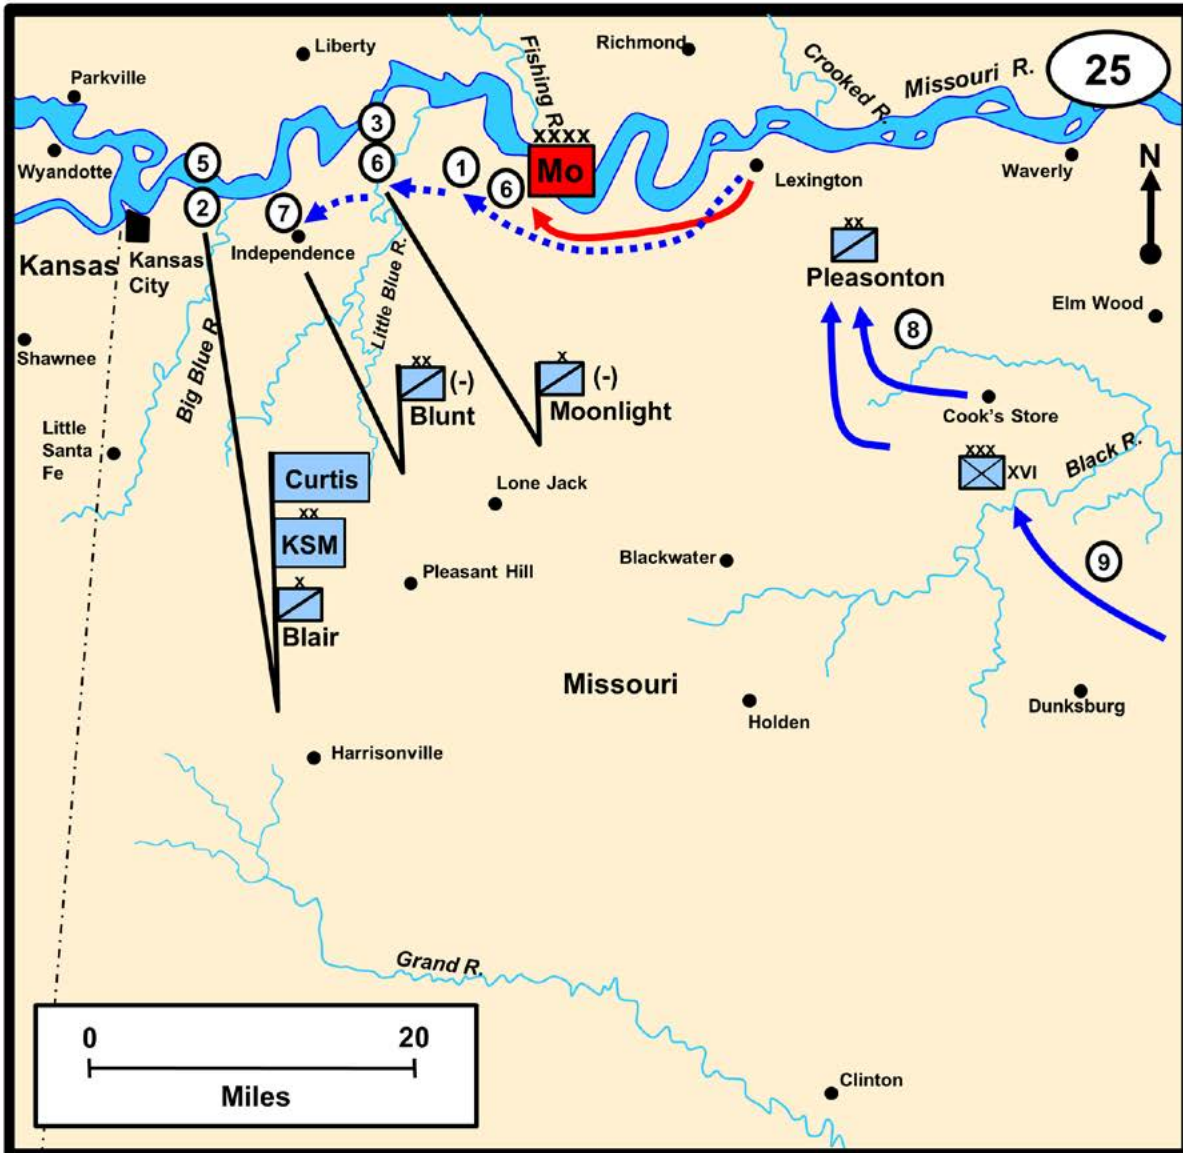 Liberty
Richmond
Fishing R.
Crooked R.
Missouri R.
25
Parkville
3
XXXX
Mo
5
6
1
6
Wyandotte
Lexington
Waverly
N
2
7
xx
Independence
Pleasonton
Kansas
Kansas
City
Little Blue R.
Elm Wood
8
Shawnee
Big Blue R.
xx
(-)
Blunt
x
(-)
Moonlight
Cook's Store
Little
Santa
Fe
Black R.
XXX
XVI
Curtis
Lone Jack
xx
KSM
Blackwater
9
Pleasant Hill
x
Blair
Missouri
Holden
Dunksburg
Harrisonville
Grand R.
0
20
Miles
Clinton